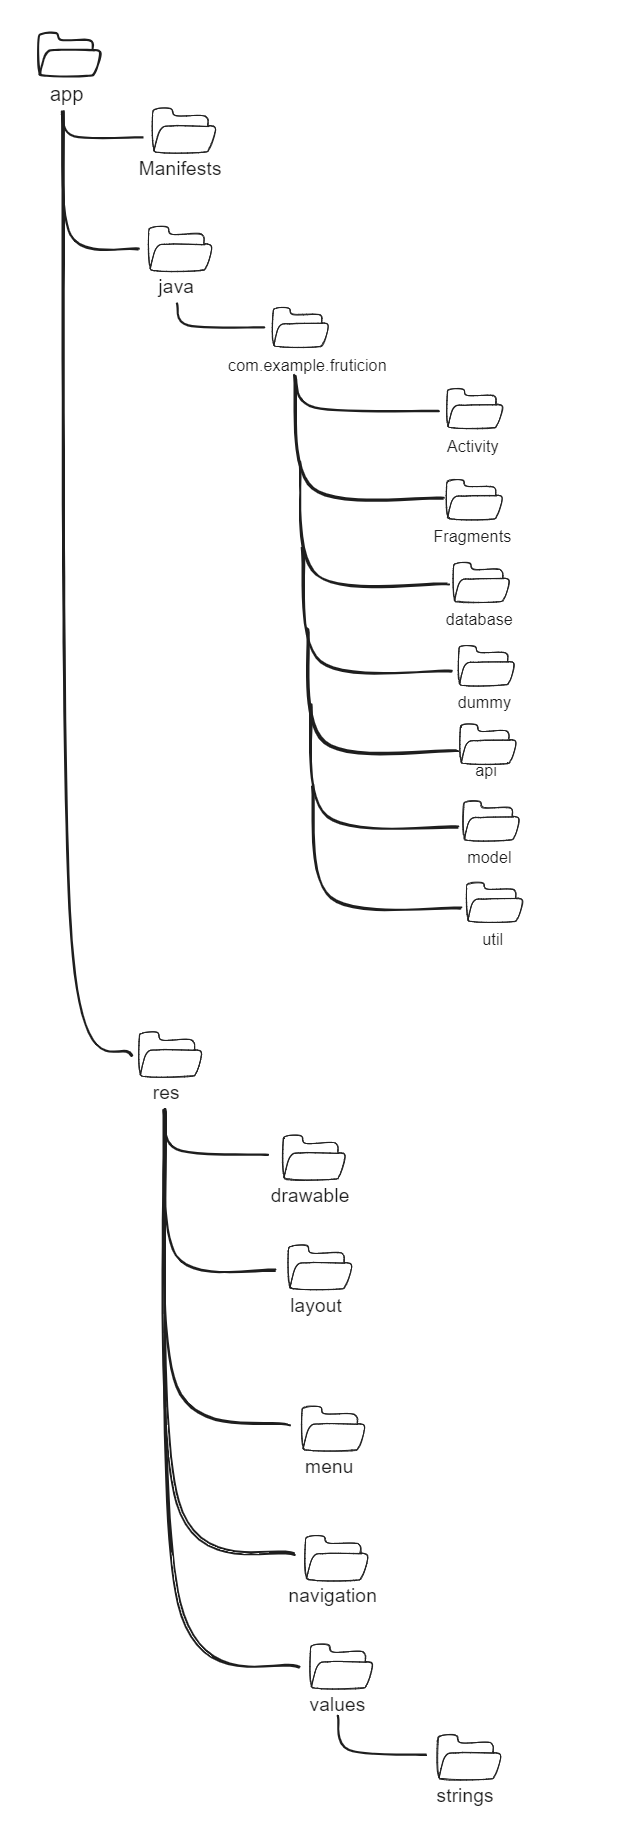 app
Manifests
java
com.example.fruticion
Activity
Fragments
database
dummy
api
model
util
res
drawable
layout
menu
navigation
values
strings